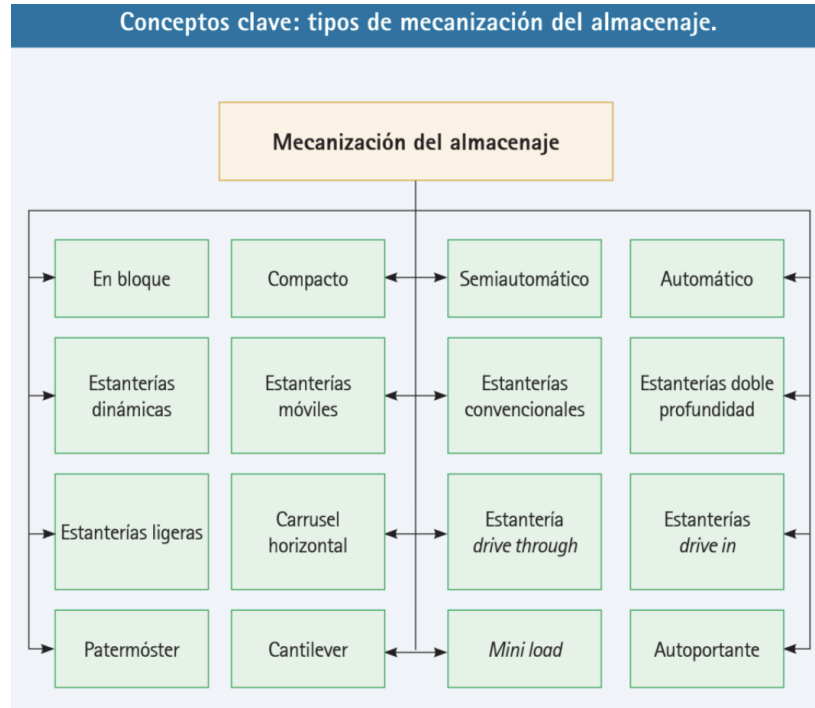 Conceptos clave: tipos de mecanización del almacenaje.
Mecanización del almacenaje
En bloque
Compacto
Semiautomático
Automático
Estanterías
dinámicas
Estanterías
móviles
Estanterías
convencionales
Estanterías doble
profundidad
Estanterías ligeras
Carrusel
horizontal
Estantería
drive through
Estanterías
drive in
Patermóster
Cantilever
Mini load
Autoportante